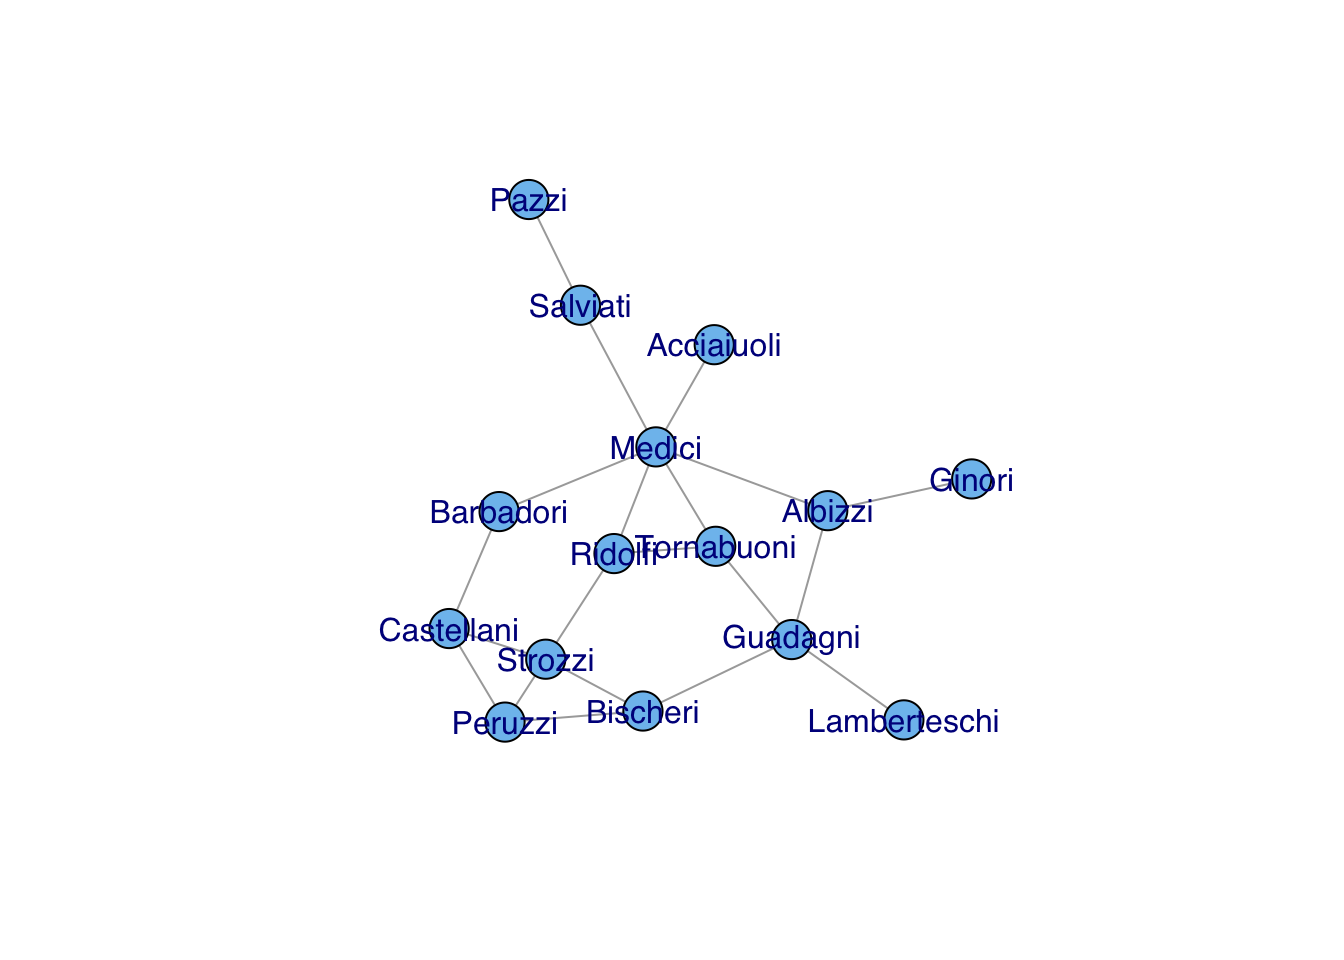 Pazzi
Salviati
Acciaiuoli
Medici
Ginori
Albizzi
Barbadori
Ridolfi
Tornabuoni
Castellani
Guadagni
Strozzi
Bischeri
Lamberteschi
Peruzzi